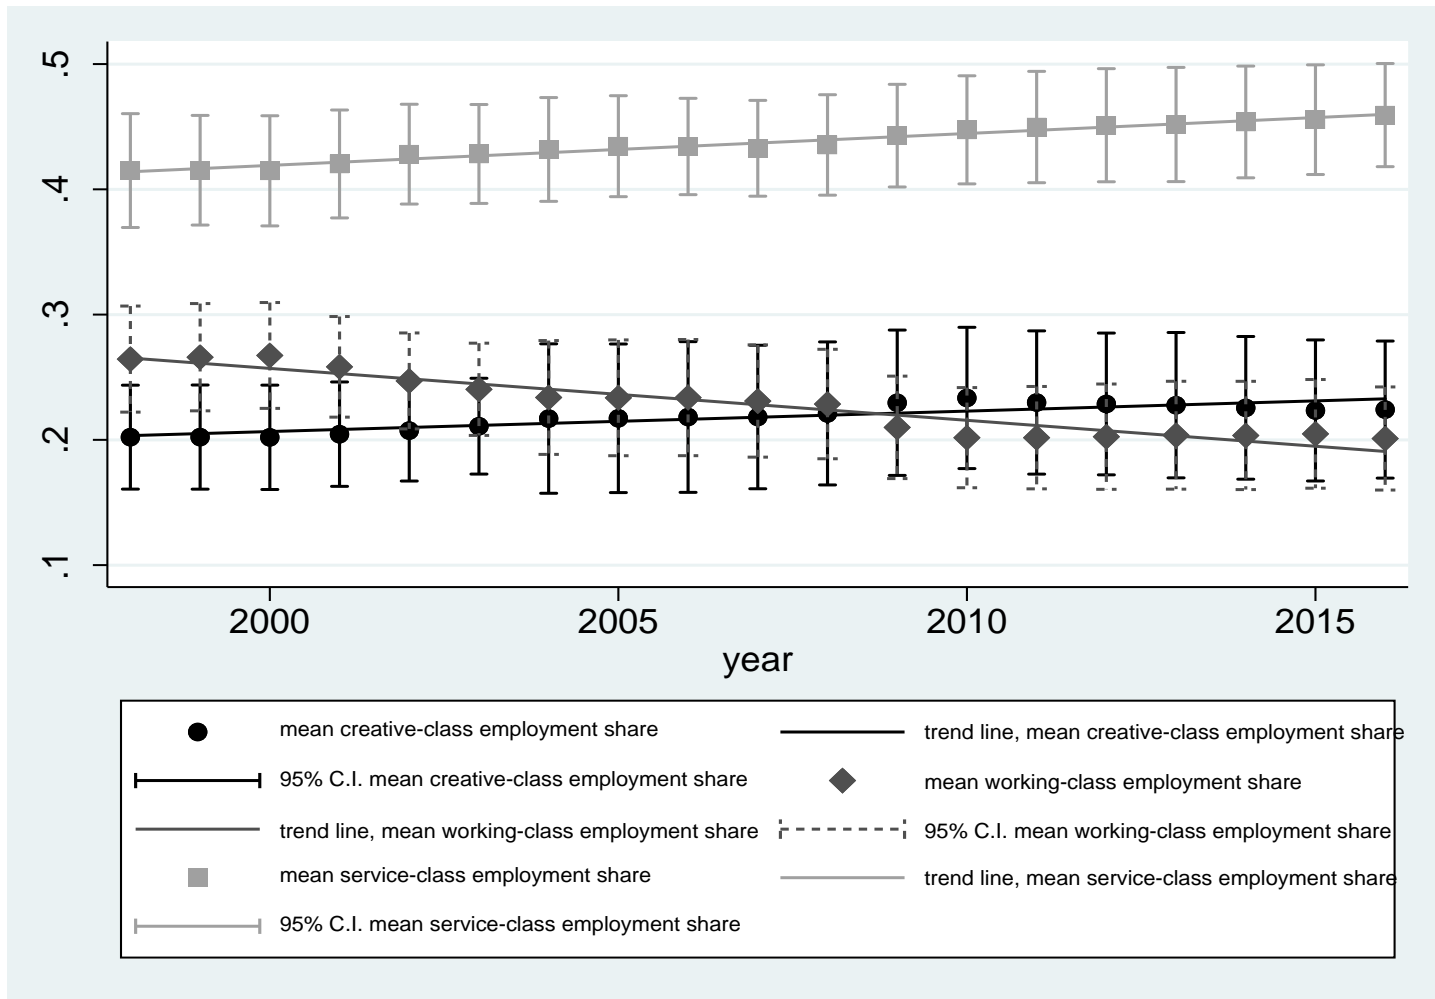 .5
.4
.3
.2
.1
2000 2005 2010 2015
year
mean creative-class employment share
trend line, mean creative-class employment share
95% C.I. mean creative-class employment share
mean working-class employment share
trend line, mean working-class employment share
95% C.I. mean working-class employment share
mean service-class employment share
trend line, mean service-class employment share
95% C.I. mean service-class employment share